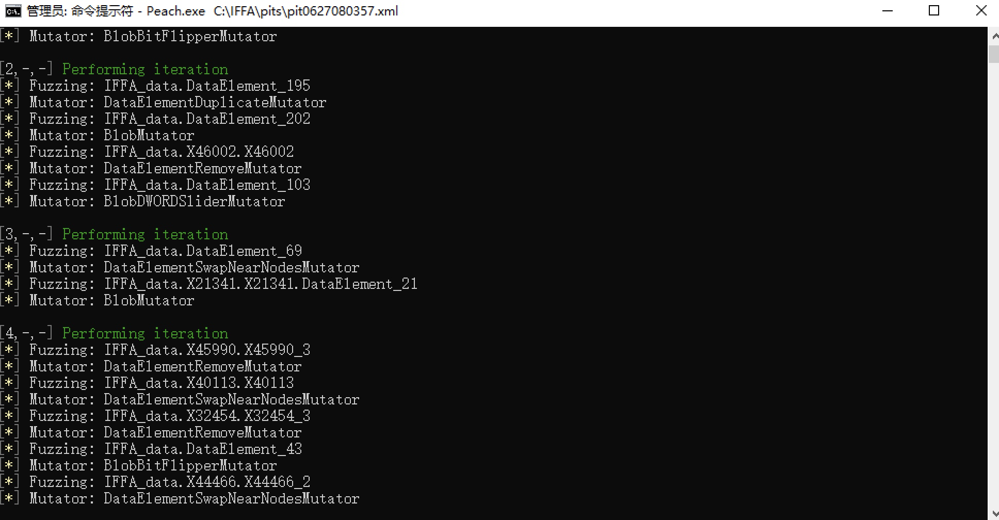 管理员: 命令提示符 - Peach.exe  C:\IFFA\pits\pit0627080357.xml
[*] Mutator: BlobBitFlipperMutator
[2,-,-] Performing iteration
[*] Fuzzing: IFFA_data.DataElement_195
[*] Mutator: DataElementDuplicateMutator
[*] Fuzzing: IFFA_data.DataElement_202
[*] Mutator: BlobMutator
[*] Fuzzing: IFFA_data.X46002.X46002
[*] Mutator: DataElementRemoveMutator
[*] Fuzzing: IFFA_data.DataElement_103
[*] Mutator: BlobDWORDSliderMutator
[3,-,-] Performing iteration
[*] Fuzzing: IFFA_data.DataElement_69
[*] Mutator: DataElementSwapNearNodesMutator
[*] Fuzzing: IFFA_data.X21341.X21341.DataElement_21
[*] Mutator: BlobMutator
[4,-,-] Performing iteration
[*] Fuzzing: IFFA_data.X45990.X45990_3
[*] Mutator: DataElementRemoveMutator
[*] Fuzzing: IFFA_data.X40113.X40113
[*] Mutator: DataElementSwapNearNodesMutator
[*] Fuzzing: IFFA_data.X32454.X32454_3
[*] Mutator: DataElementRemoveMutator
[*] Fuzzing: IFFA_data.DataElement_43
[*] Mutator: BlobBitFlipperMutator
[*] Fuzzing: IFFA_data.X44466.X44466_2
[*] Mutator: DataElementSwapNearNodesMutator